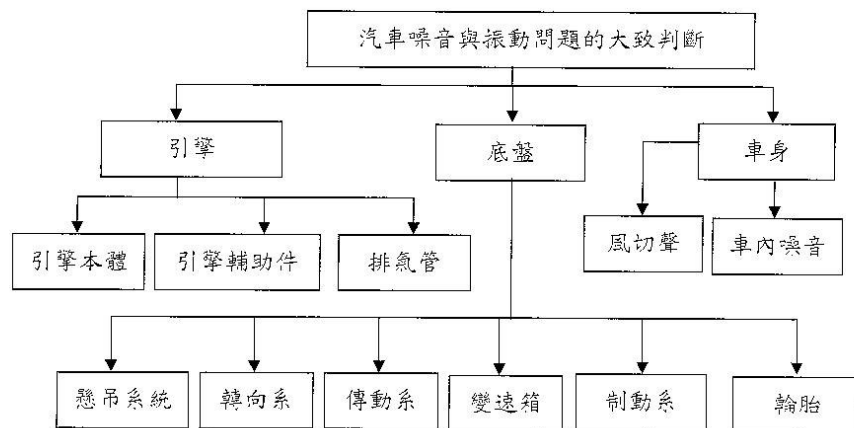 汽車噪音與振動問題的大致判斷
引擎
底盤
車身
引擎本體
引擎輔助件
排氣管
風切聲
車內噪音
懸吊系統
轉向系
傳動系
變速箱
制動系
輪胎